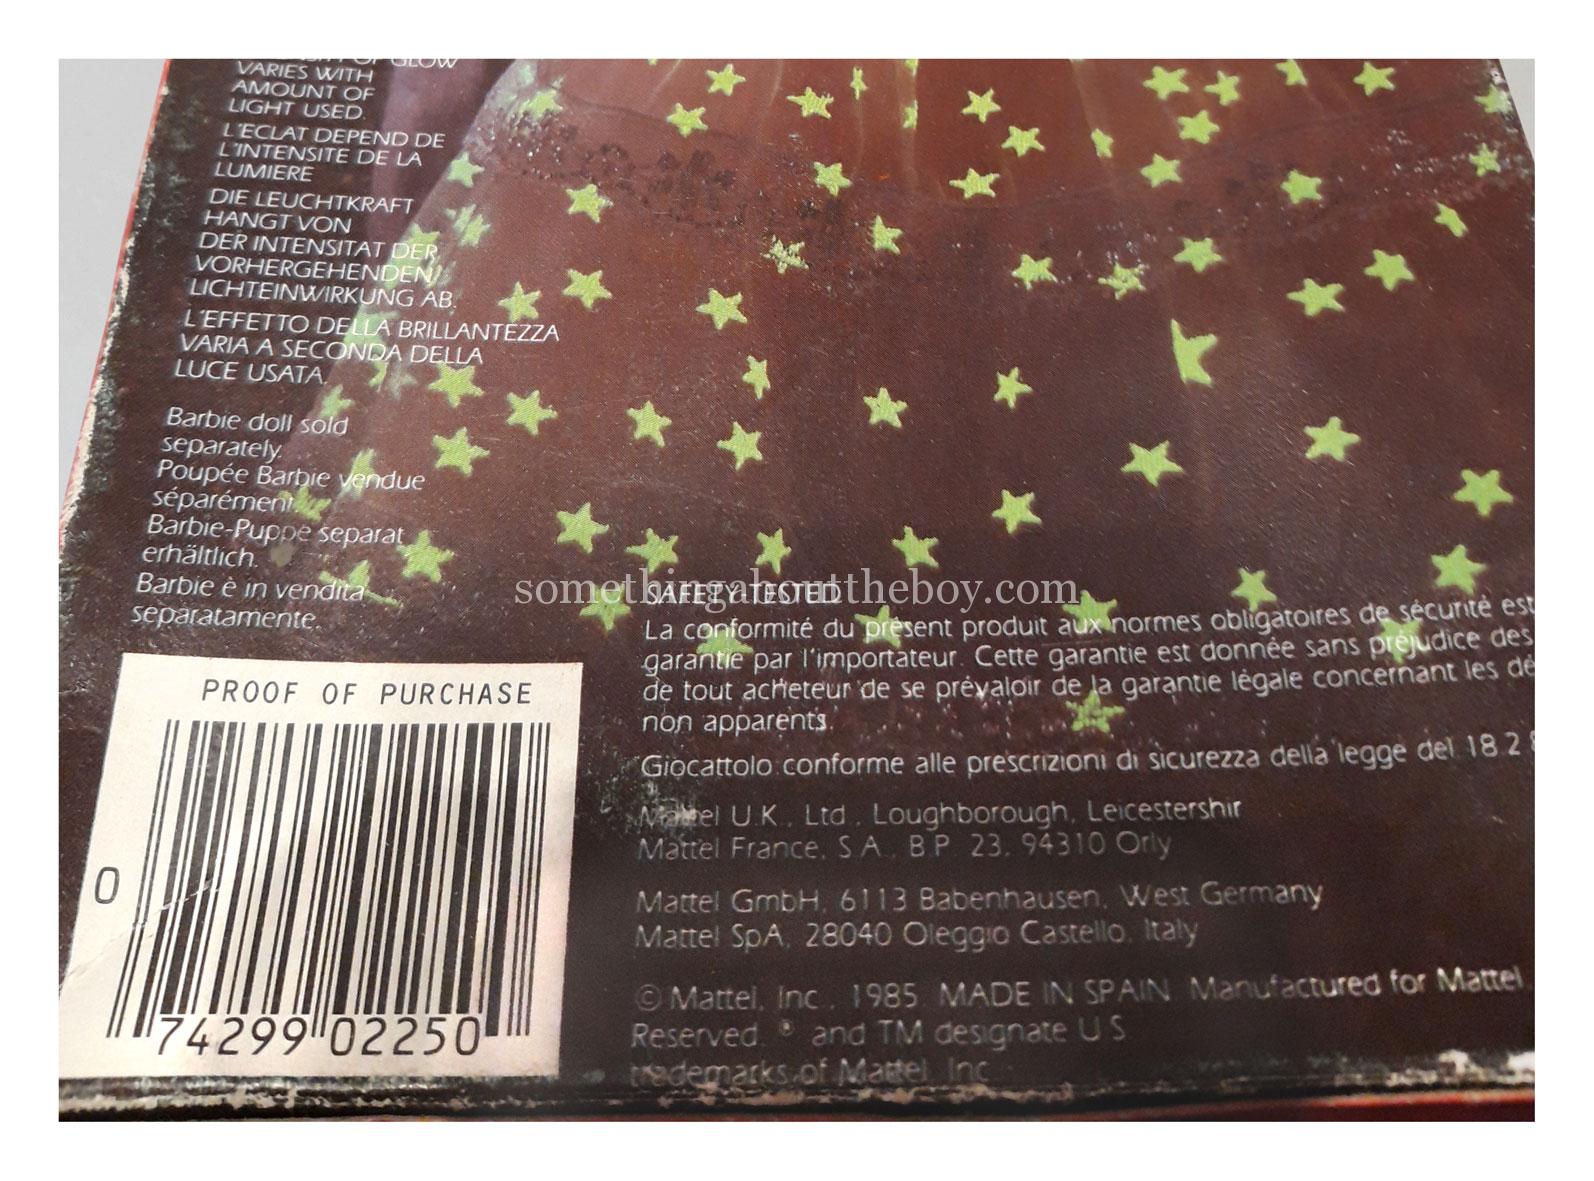 OF GLOW
VARIES WITH
AMOUNT OF
LIGHT USED.
L'ECLAT DEPEND DE
L'INTENSITE DE LA
LUMIERE
DIE LEUCHTKRAFT
HANGT VON
DER INTENSITAT DER
VORHERGEHENDEN
LICHTEINWIRKUNG AB.
L'EFFETTO DELLA BRILLANTEZZA
VARIA A SECONDA DELLA
LUCE USATA.
Barbie doll sold
separately.
Poupée Barbie vendue
séparément.
Barbie-Puppe separat
erhältlich.
Barbie è in vendita
separatamente.
PROOF OF PURCHASE
0 74299 02250
somethingabouttheboy.com
SAFETY-TESTED
La conformité du présent produit aux normes obligatoires de sécurité est
garantie par l'importateur. Cette garantie est donnée sans préjudice des
de tout acheteur de se prévaloir de la garantie légale concernant les dé
non apparents.
Giocattolo conforme alle prescrizioni di sicurezza della legge del 18 2
Mattel U.K., Ltd., Loughborough, Leicestershir
Mattel France, S.A., B.P. 23, 94310 Orly
Mattel GmbH, 6113 Babenhausen, West Germany
Mattel SpA, 28040 Oleggio Castello, Italy
© Mattel, Inc., 1985. MADE IN SPAIN Manufactured for Mattel.
Reserved. ® and TM designate U S
trademarks of Mattel, Inc